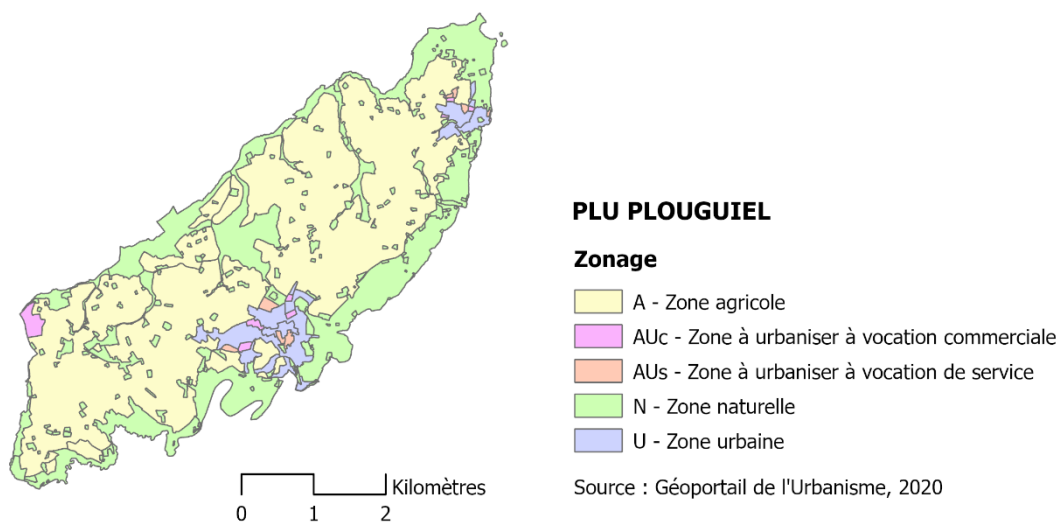 PLU PLOUGUIEL
Zonage
A - Zone agricole
AUc - Zone à urbaniser à vocation commerciale
AUs - Zone à urbaniser à vocation de service
N - Zone naturelle
U - Zone urbaine
Source : Géoportail de l'Urbanisme, 2020
Kilomètres
0 1 2